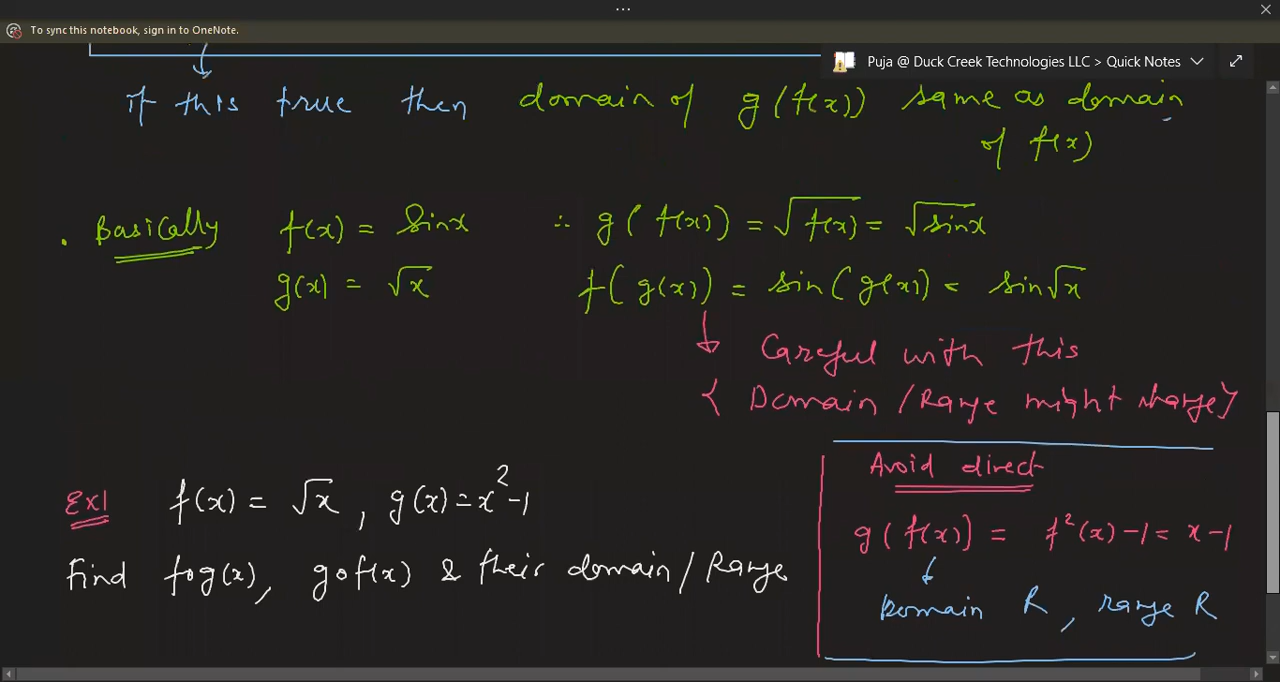 ...
To sync this notebook, sign in to OneNote.
Puja @ Duck Creek Technologies LLC > Quick Notes
if this true then domain of g(f(x)) same as domain
of f(x)
. Basically f(x) = sinx ∴ g(f(x)) = √f(x) = √sinx
g(x) = √x f(g(x)) = sin(g(x)) = sin√x
↓ Careful with this
{ Domain / Range might change}
Avoid direct
Ex1 f(x) = √x , g(x) = x²-1
g(f(x)) = f²(x) -1 = x-1
Find fog(x), gof(x) & their domain / Range
Domain R , range R